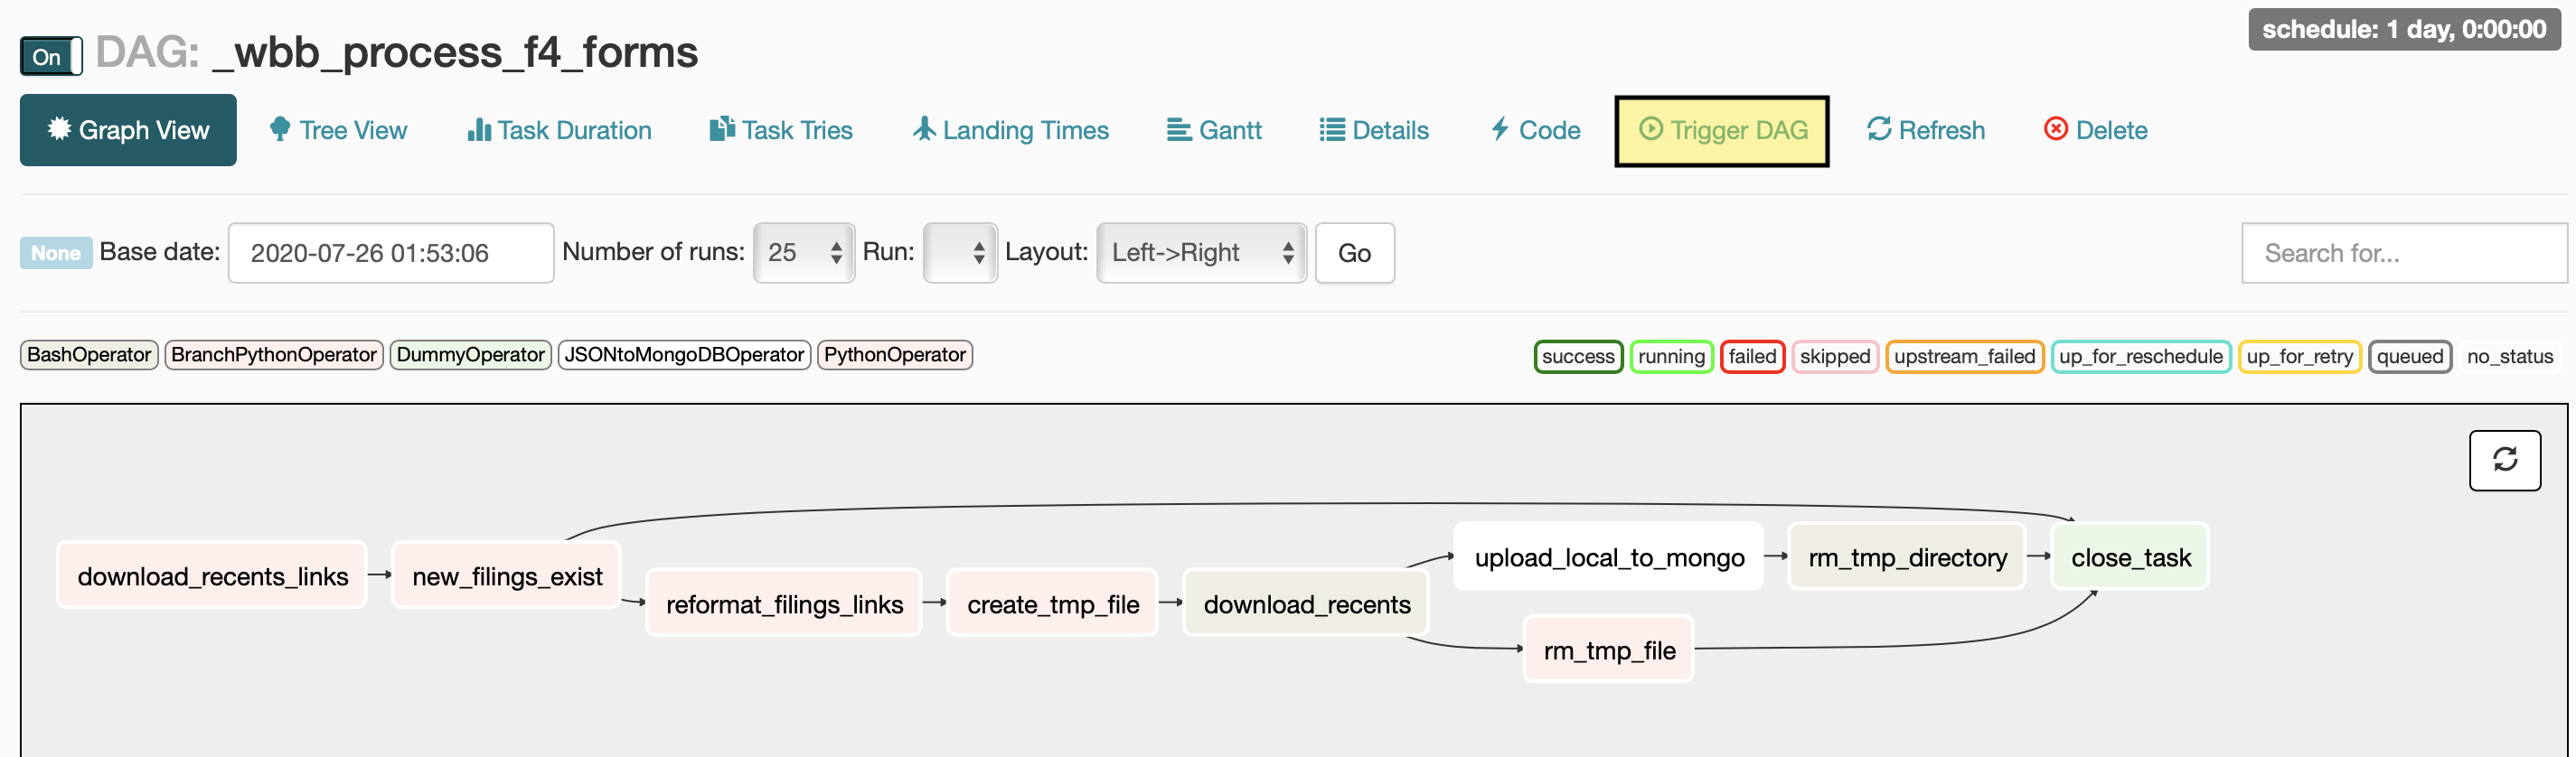 schedule: 1 day, 0:00:00
On DAG: _wbb_process_f4_forms
Graph View Tree View Task Duration Task Tries Landing Times Gantt Details Code Trigger DAG Refresh Delete
None Base date: 2020-07-26 01:53:06 Number of runs: 25 Run: Layout: Left->Right Go Search for...
BashOperator BranchPythonOperator DummyOperator JSONtoMongoDBOperator PythonOperator success running failed skipped upstream_failed up_for_reschedule up_for_retry queued no_status
upload_local_to_mongo rm_tmp_directory close_task
download_recents_links new_filings_exist
reformat_filings_links create_tmp_file download_recents
rm_tmp_file